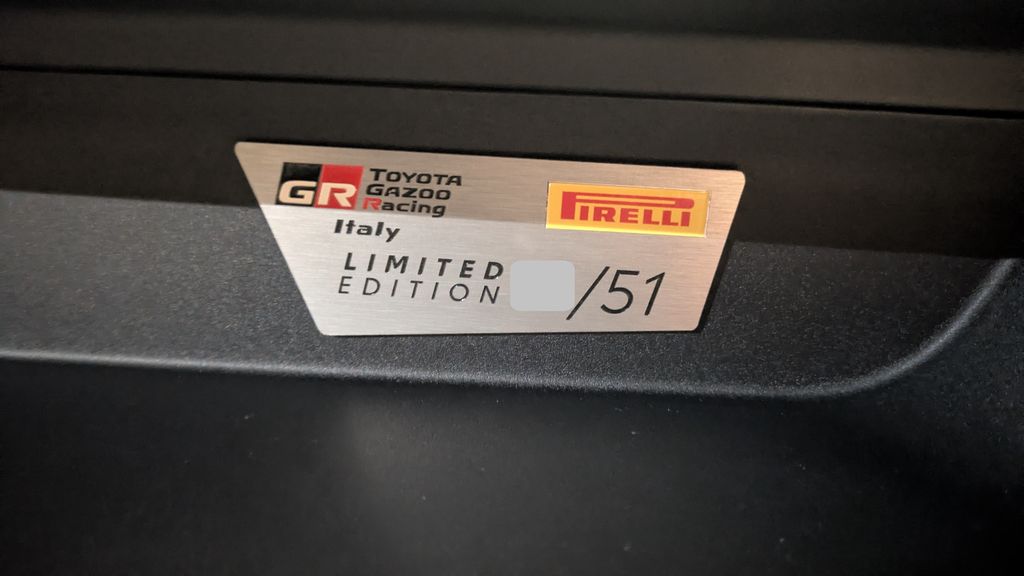 GR TOYOTA
GAZOO
Racing
Italy
PIRELLI
LIMITED
EDITION /51